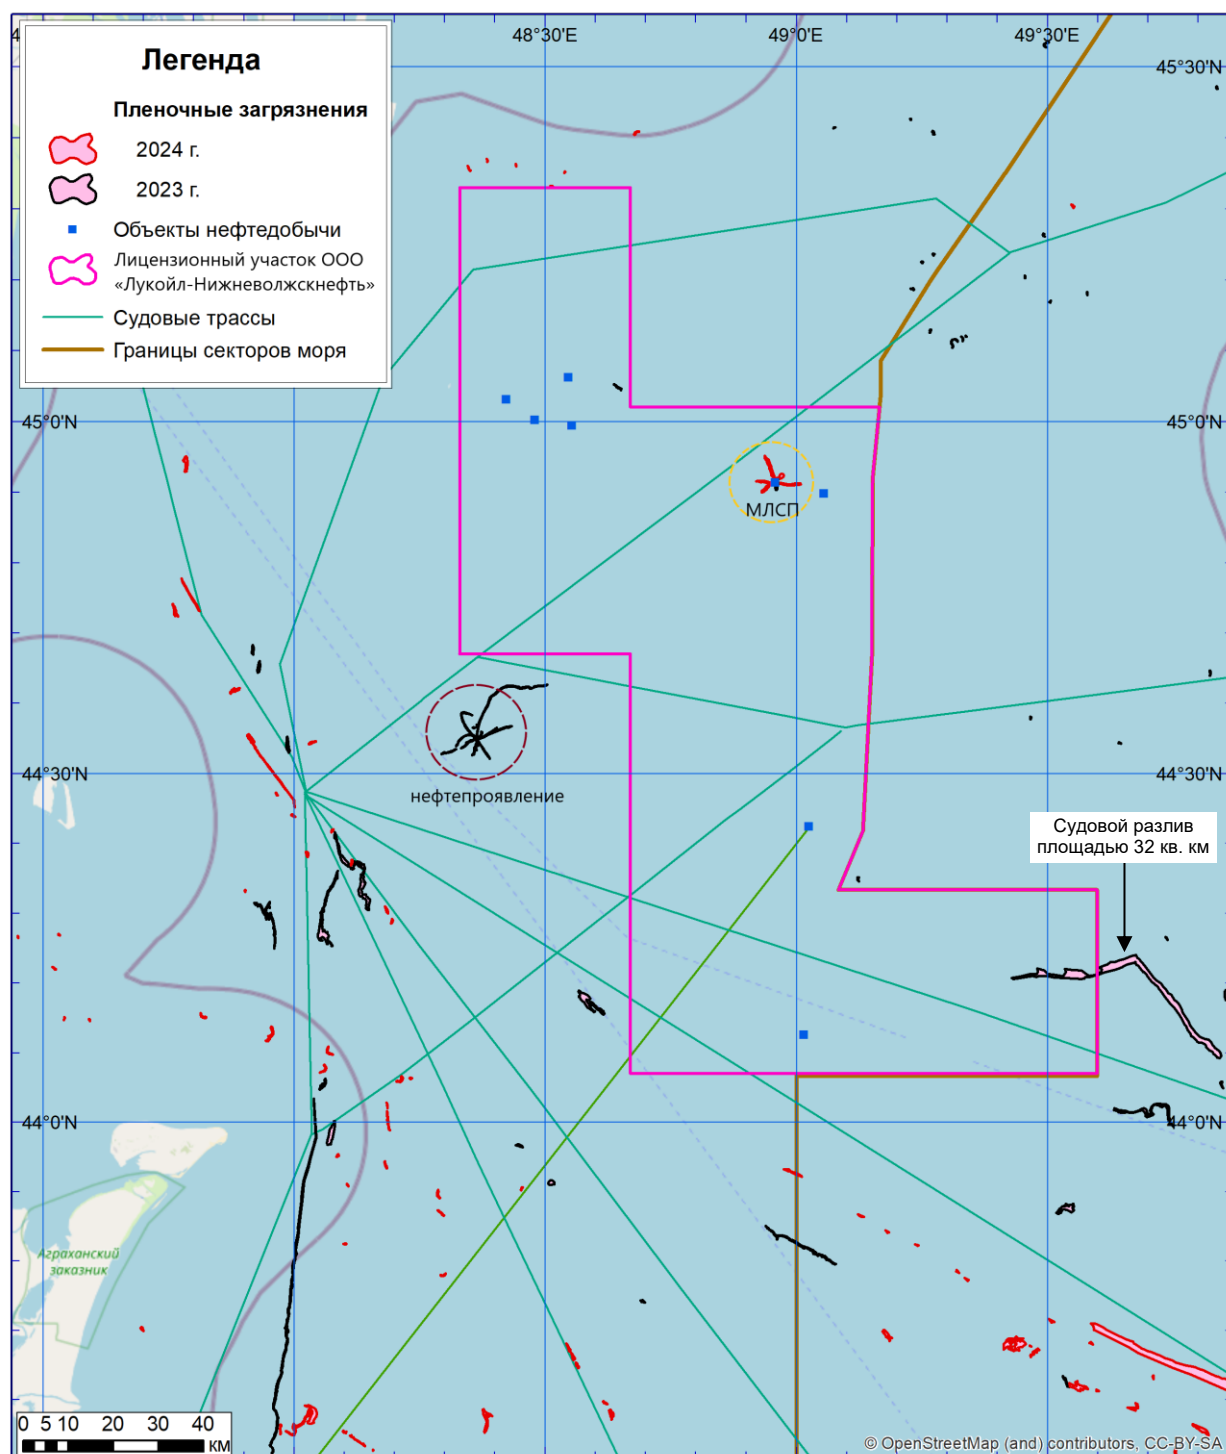 48°30'E
49°0'E
49°30'E
Легенда
Пленочные загрязнения
2024 г.
2023 г.
Объекты нефтедобычи
Лицензионный участок ООО
«Лукойл-Нижневолжскнефть»
Судовые трассы
Границы секторов моря
45°30'N
45°0'N
45°0'N
МЛСП
44°30'N
44°30'N
нефтепроявление
Судовой разлив
площадью 32 кв. км
44°0'N
44°0'N
Аграханский
заказник
0 5 10 20 30 40
КМ
© OpenStreetMap (and) contributors, CC-BY-SA